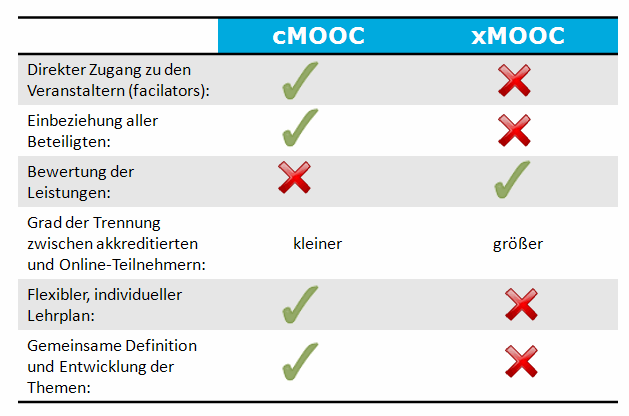 cMOOC xMOOC
Direkter Zugang zu den
Veranstaltern (facilators):
Einbeziehung aller
Beteiligten:
Bewertung der
Leistungen:
Grad der Trennung
zwischen akkreditierten kleiner größer
und Online-Teilnehmern:
Flexibler, individueller
Lehrplan:
Gemeinsame Definition
und Entwicklung der
Themen: